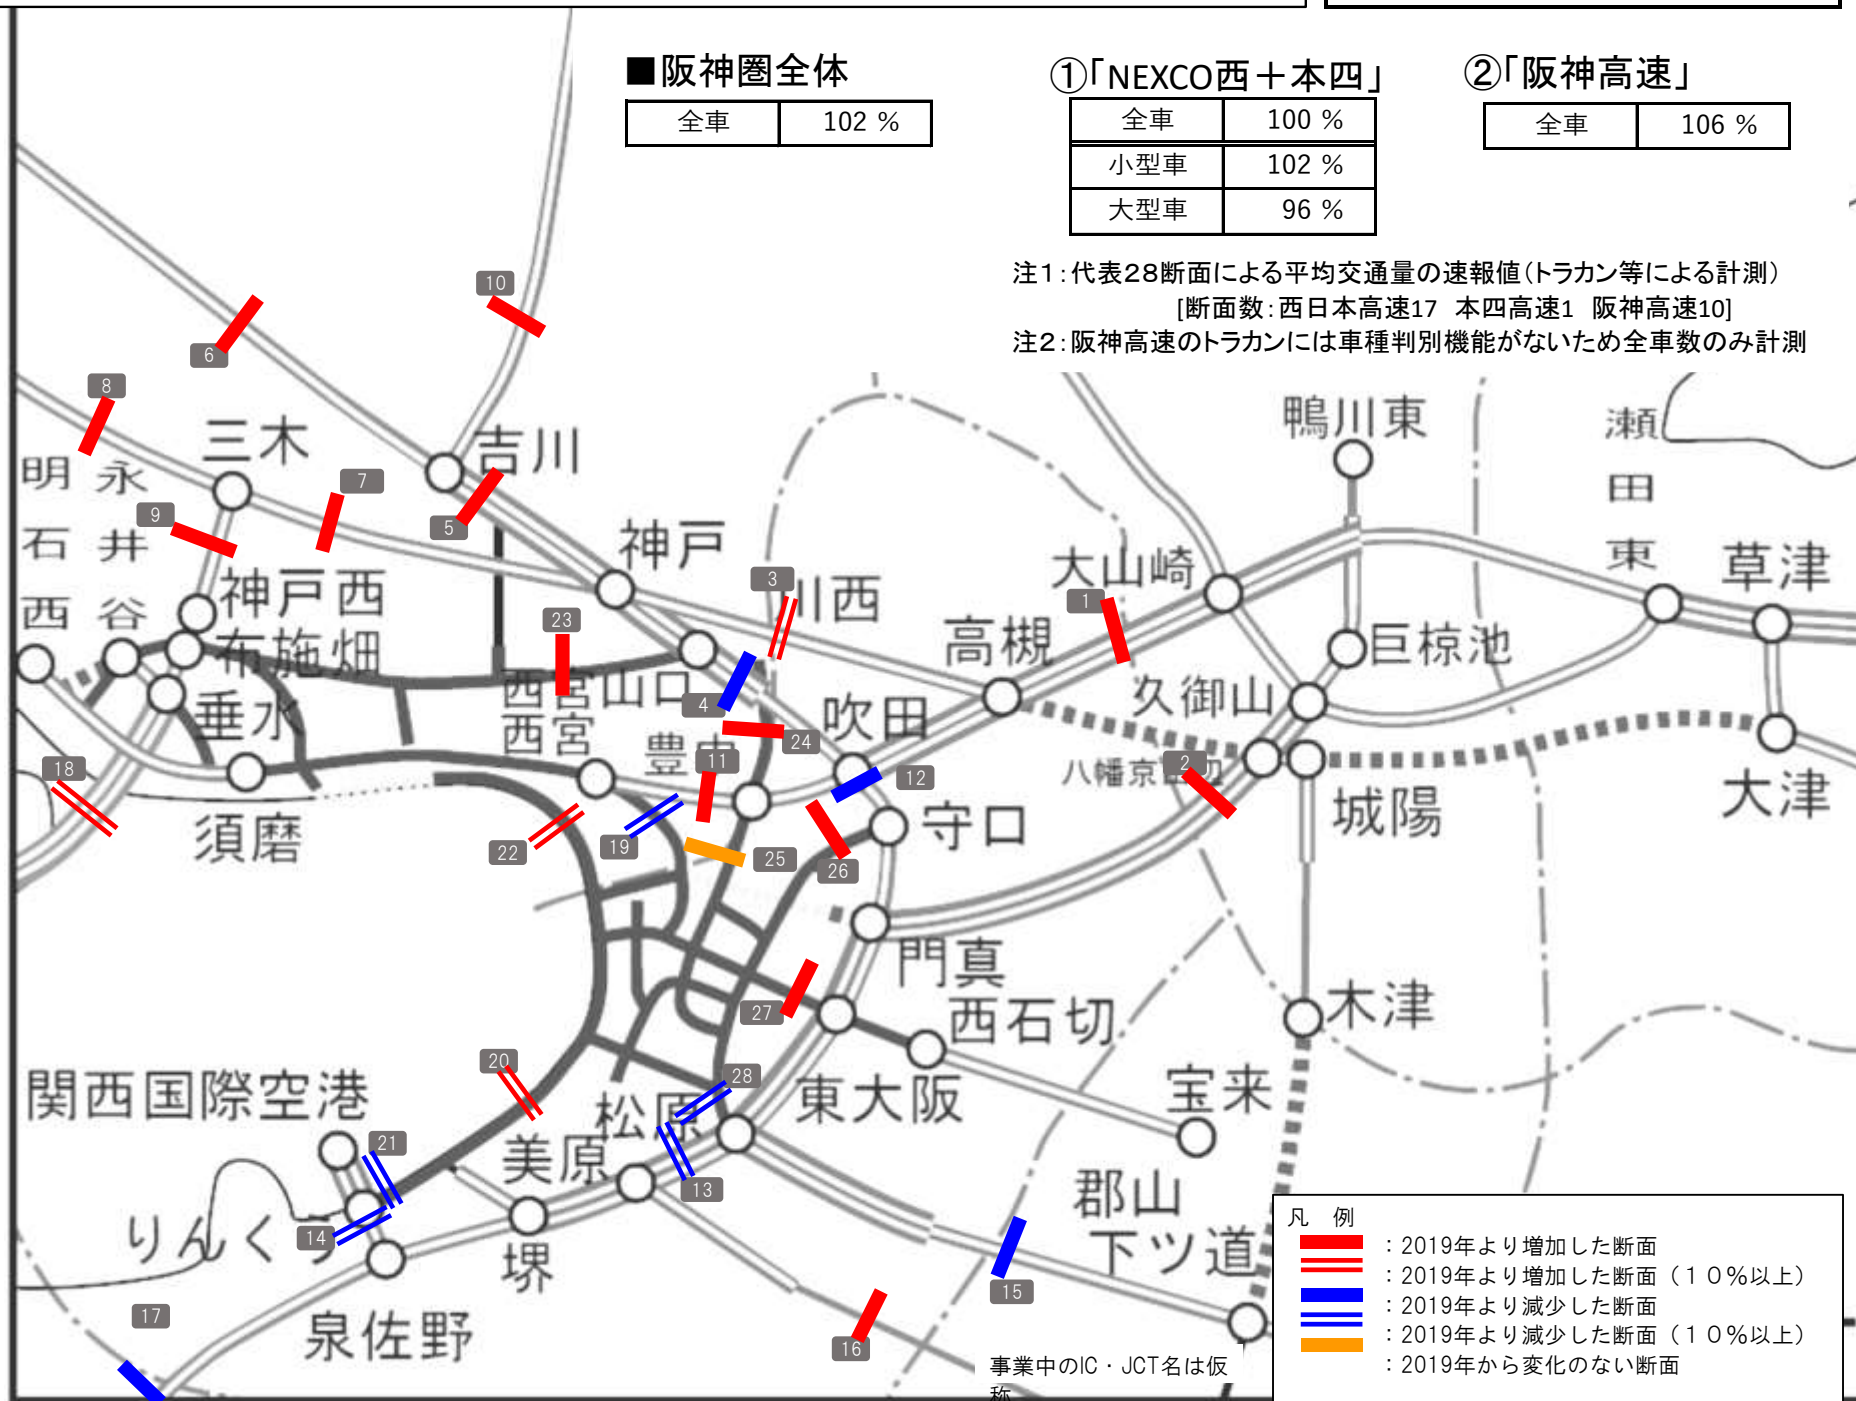 ■阪神圏全体
全車 102 %
①「NEXCO西＋本四」
全車 100 %
小型車 102 %
大型車 96 %
②「阪神高速」
全車 106 %
注1：代表28断面による平均交通量の速報値（トラカン等による計測）
[断面数：西日本高速17 本四高速1 阪神高速10]
注2：阪神高速のトラカンには車種判別機能がないため全車数のみ計測
10
6
8
三木
吉川
鴨川東
瀬田東
明石西
永井谷
7
9
5
神戸
大山崎
草津
神戸西
3
川西
1
23
高槻
布施畑
巨椋池
西宮山口
4
久御山
垂水
西宮
吹田
24
豊中
11
12
八幡京田辺
2
18
大津
須磨
22
19
25
26
守口
城陽
門真
27
西石切
木津
20
28
関西国際空港
松原
東大阪
宝来
21
美原
13
郡山
下ツ道
りんくう
14
堺
15
17
泉佐野
16
事業中のIC・JCT名は仮
称
凡 例
：2019年より増加した断面
：2019年より増加した断面（１０％以上）
：2019年より減少した断面
：2019年より減少した断面（１０％以上）
：2019年から変化のない断面